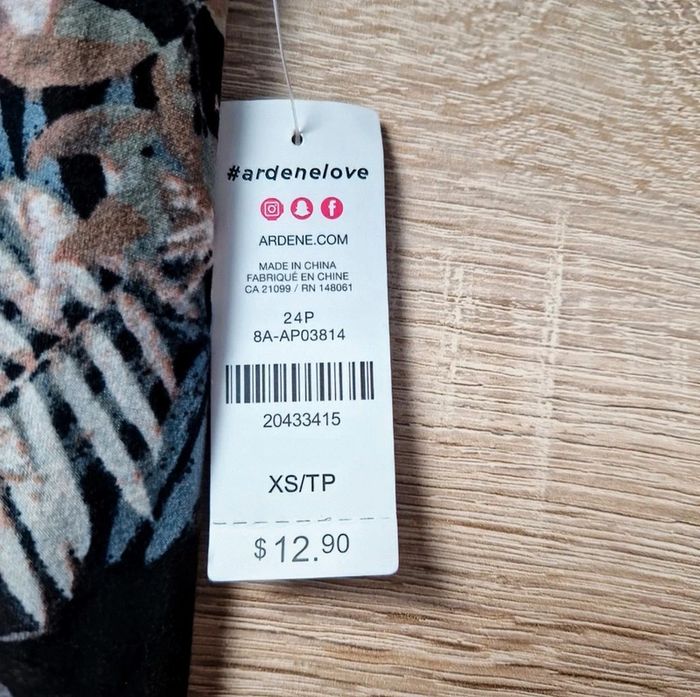 #ardenelove
ARDENE.COM
MADE IN CHINA
FABRIQUÉ EN CHINE
CA 21099 / RN 148061
24P
8A-AP03814
20433415
XS/TP
$12.90